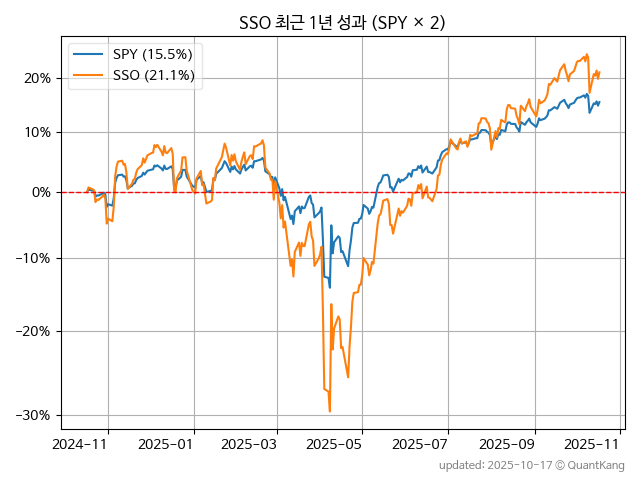 SSO 최근 1년 성과 (SPY × 2)
SPY (15.5%)
SSO (21.1%)
20%
10%
0%
−10%
−20%
−30%
2024-11 2025-01 2025-03 2025-05 2025-07 2025-09 2025-11
updated: 2025-10-17 © QuantKang